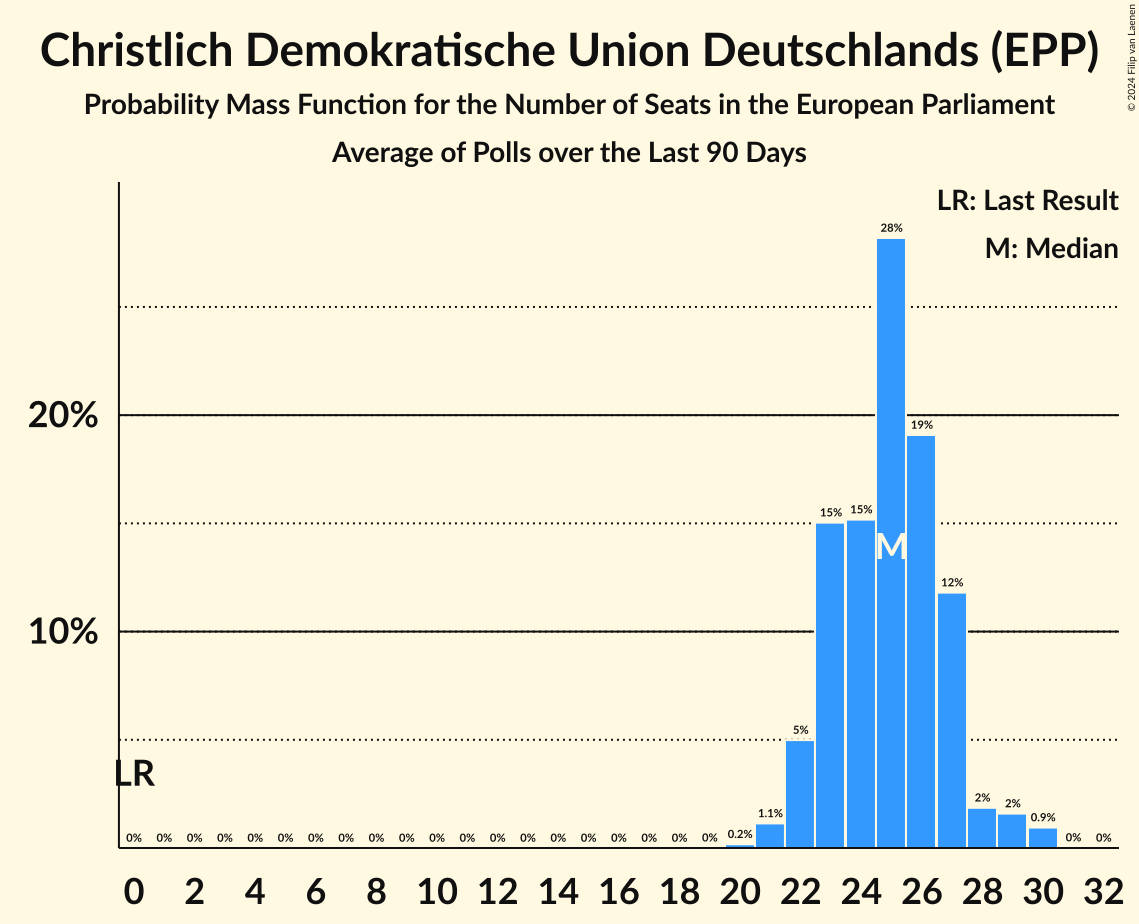 Christlich Demokratische Union Deutschlands (EPP)
Probability Mass Function for the Number of Seats in the European Parliament
Average of Polls over the Last 90 Days
© 2024 Filip van Laenen
LR: Last Result
M: Median
28%
20%
19%
15% 15%
M
12%
10%
5%
LR
0% 0% 0% 0% 0% 0% 0% 0% 0% 0% 0% 0% 0% 0% 0% 0% 0% 0% 0% 0% 0.2% 1.1% 2% 2% 0.9% 0% 0%
0 2 4 6 8 10 12 14 16 18 20 22 24 26 28 30 32